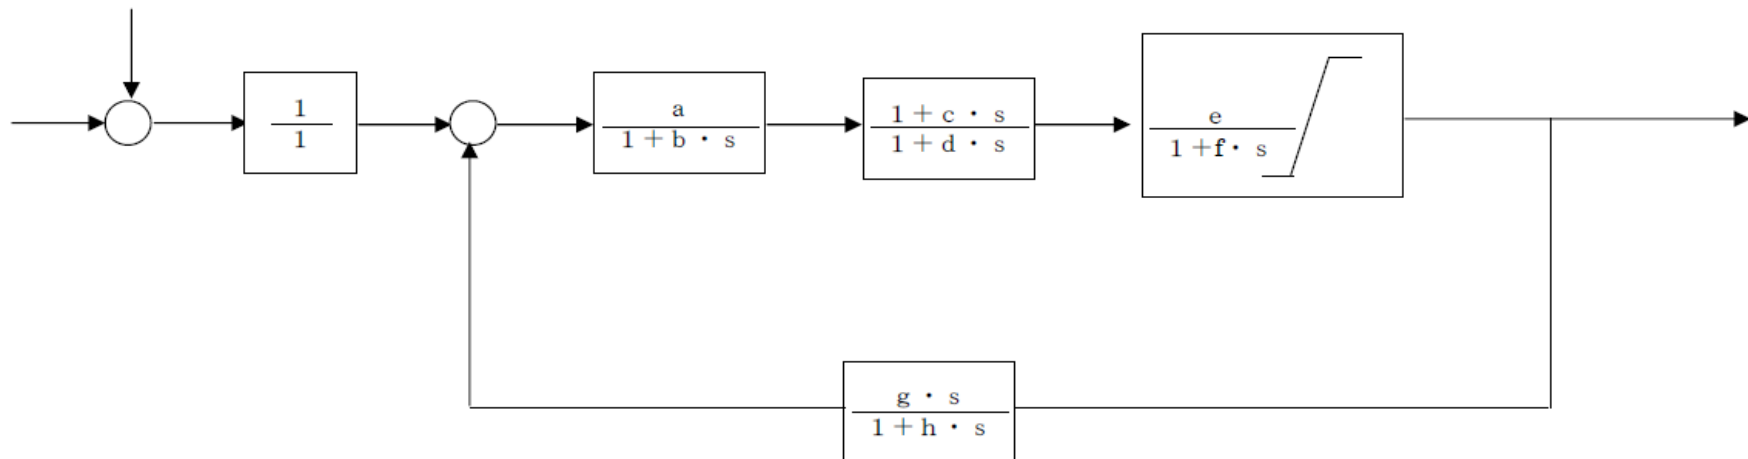 1
1
a
1 + b · s
1 + c · s
1 + d · s
e
1 + f · s
g · s
1 + h · s